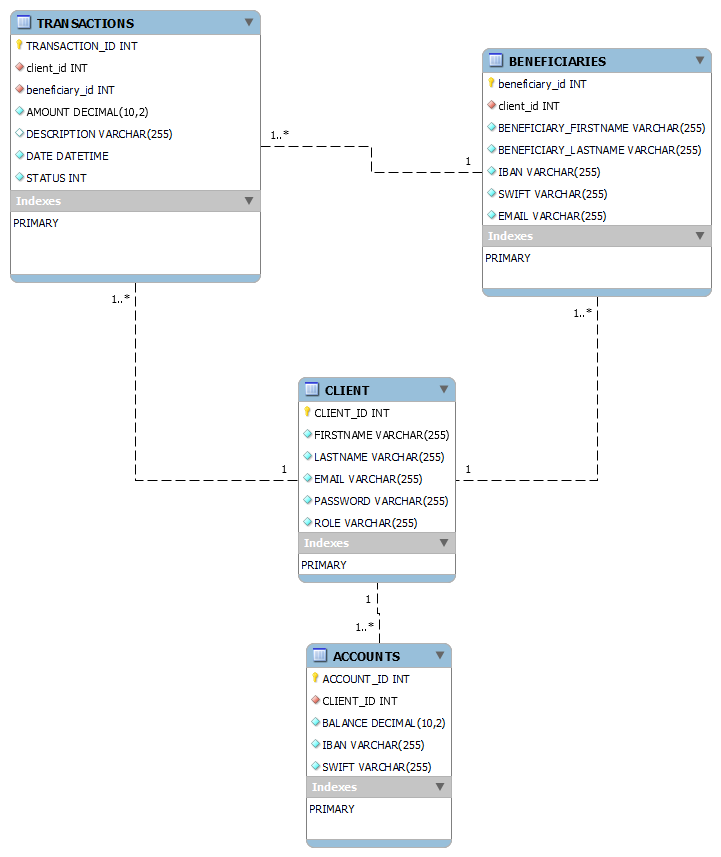 TRANSACTIONS
TRANSACTION_ID INT
client_id INT
beneficiary_id INT
AMOUNT DECIMAL(10,2)
DESCRIPTION VARCHAR(255)
DATE DATETIME
STATUS INT
Indexes
PRIMARY
BENEFICIARIES
beneficiary_id INT
client_id INT
BENEFICIARY_FIRSTNAME VARCHAR(255)
BENEFICIARY_LASTNAME VARCHAR(255)
IBAN VARCHAR(255)
SWIFT VARCHAR(255)
EMAIL VARCHAR(255)
Indexes
PRIMARY
1..*
1
1..*
1..*
CLIENT
CLIENT_ID INT
FIRSTNAME VARCHAR(255)
LASTNAME VARCHAR(255)
EMAIL VARCHAR(255)
PASSWORD VARCHAR(255)
ROLE VARCHAR(255)
Indexes
PRIMARY
1
1
1
1..*
ACCOUNTS
ACCOUNT_ID INT
CLIENT_ID INT
BALANCE DECIMAL(10,2)
IBAN VARCHAR(255)
SWIFT VARCHAR(255)
Indexes
PRIMARY